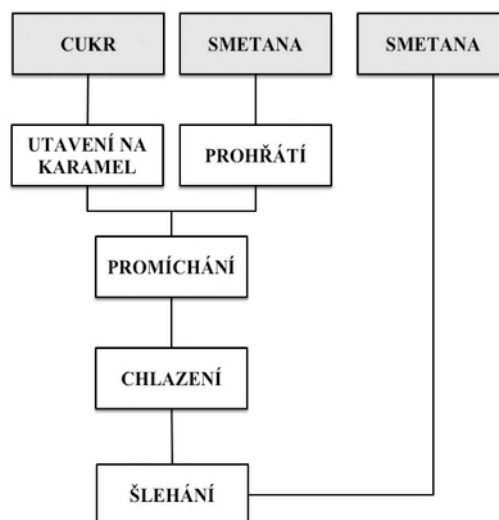 CUKR
SMETANA
SMETANA
UTAVENÍ NA
KARAMEL
PROHŘÁTÍ
PROMÍCHÁNÍ
CHLAZENÍ
ŠLEHÁNÍ